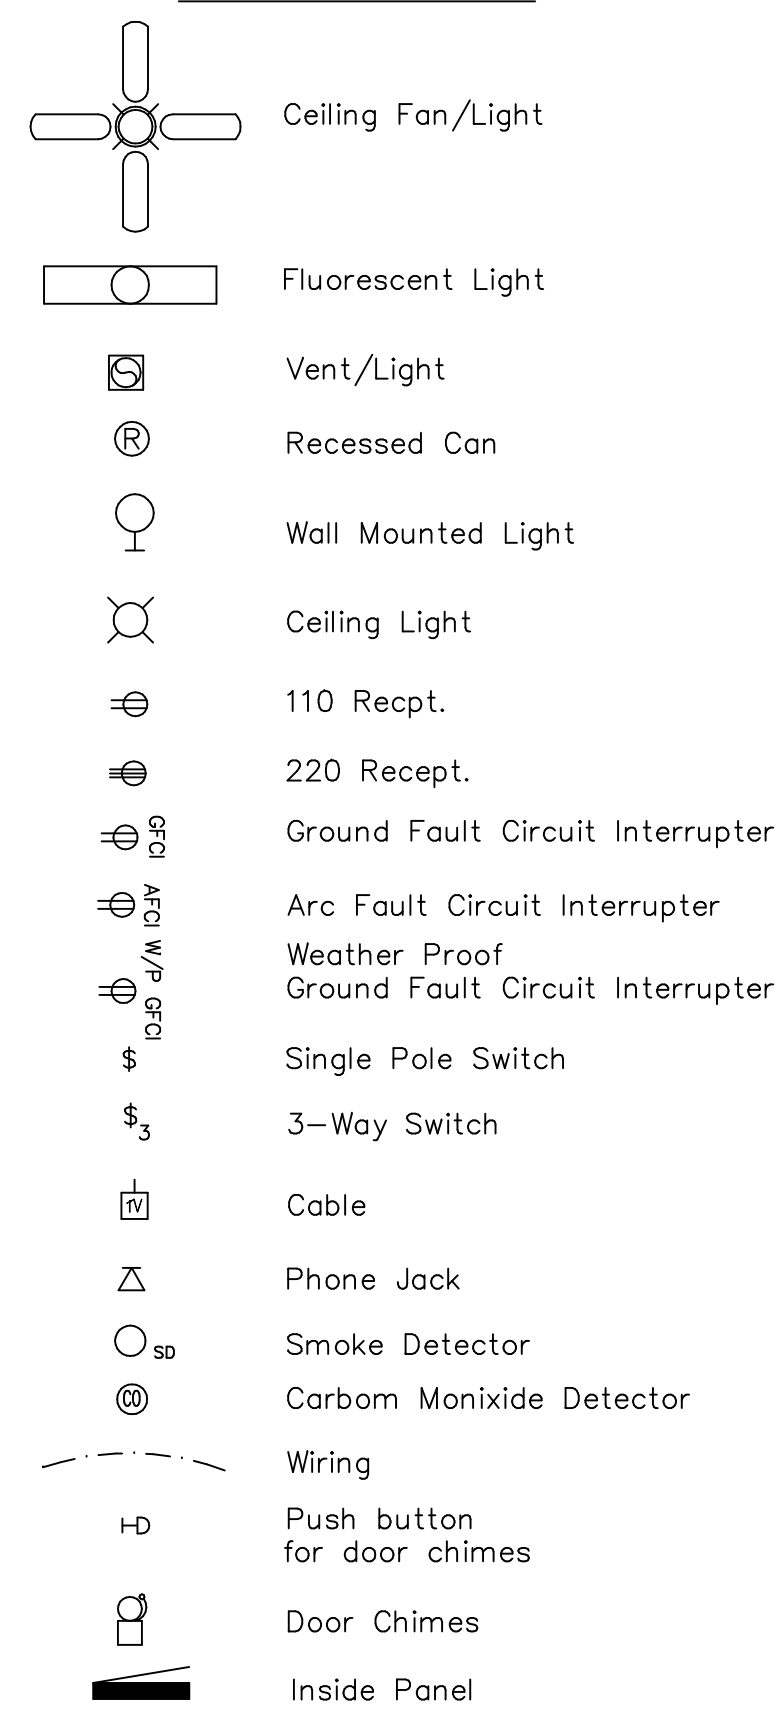 Ceiling Fan/Light
Fluorescent Light
Vent/Light
R Recessed Can
Wall Mounted Light
Ceiling Light
110 Recpt.
220 Recept.
GFCI Ground Fault Circuit Interrupter
AFCI Arc Fault Circuit Interrupter
W/P GFCI Weather Proof
Ground Fault Circuit Interrupter
$ Single Pole Switch
$3 3-Way Switch
TV Cable
Phone Jack
SD Smoke Detector
CO Carbom Monixide Detector
Wiring
Push button
for door chimes
Door Chimes
Inside Panel